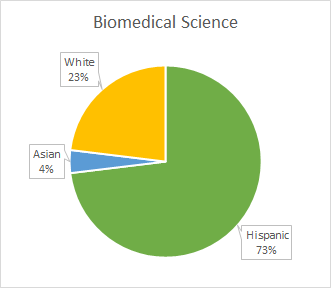 Biomedical Science
White
23%
Asian
4%
Hispanic
73%